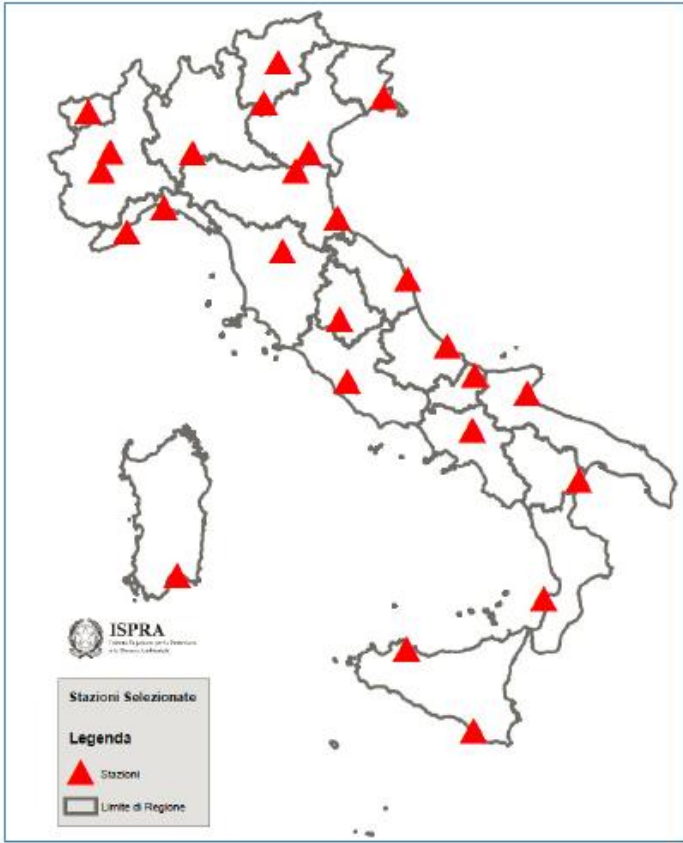 ISPRA
Stazioni Selezionate
Legenda
Stazioni
Limite di Regione